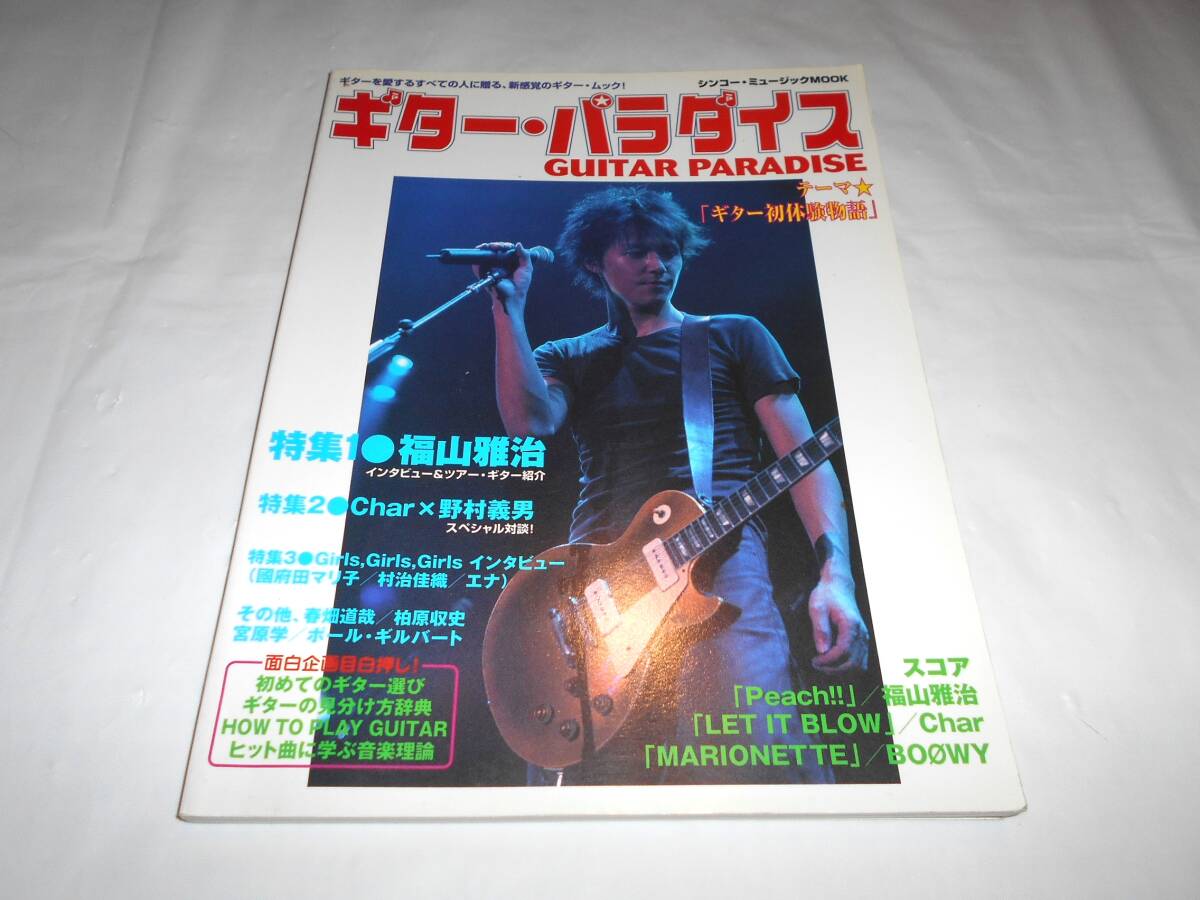 ギターを愛するすべての人に贈る、新感覚のギター・ムック!
シンコー・ミュージックMOOK
ギター・パラダイス
GUITAR PARADISE
テーマ★
「ギター初体験物語」
特集1●福山雅治
インタビュー&ツアー・ギター紹介
特集2●Char×野村義男
スペシャル対談!
特集3●Girls,Girls,Girls インタビュー
(國府田マリ子/村治佳織/エナ)
その他、春畑道哉/柏原収史
宮原学/ポール・ギルバート
面白企画目白押し!
初めてのギター選び
ギターの見分け方辞典
HOW TO PLAY GUITAR
ヒット曲に学ぶ音楽理論
スコア
「Peach!!」/福山雅治
「LET IT BLOW」/Char
「MARIONETTE」/BOØWY